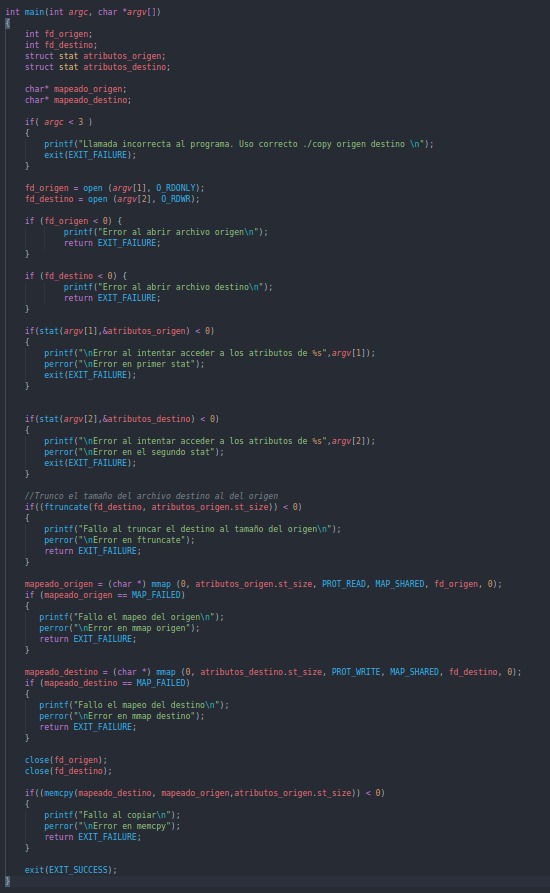 int main(int argc, char *argv[])
{
int fd_origen;
int fd_destino;
struct stat atributos_origen;
struct stat atributos_destino;
char* mapeado_origen;
char* mapeado_destino;
if( argc < 3 )
{
printf("Llamada incorrecta al programa. Uso correcto ./copy origen destino \n");
exit(EXIT_FAILURE);
}
fd_origen = open (argv[1], O_RDONLY);
fd_destino = open (argv[2], O_RDWR);
if (fd_origen < 0) {
printf("Error al abrir archivo origen\n");
return EXIT_FAILURE;
}
if (fd_destino < 0) {
printf("Error al abrir archivo destino\n");
return EXIT_FAILURE;
}
if(stat(argv[1],&atributos_origen) < 0)
{
printf("\nError al intentar acceder a los atributos de %s",argv[1]);
perror("\nError en primer stat");
exit(EXIT_FAILURE);
}
if(stat(argv[2],&atributos_destino) < 0)
{
printf("\nError al intentar acceder a los atributos de %s",argv[2]);
perror("\nError en el segundo stat");
exit(EXIT_FAILURE);
}
//Trunco el tamaño del archivo destino al del origen
if((ftruncate(fd_destino, atributos_origen.st_size)) < 0)
{
printf("Fallo al truncar el destino al tamaño del origen\n");
perror("\nError en ftruncate");
return EXIT_FAILURE;
}
mapeado_origen = (char *) mmap (0, atributos_origen.st_size, PROT_READ, MAP_SHARED, fd_origen, 0);
if (mapeado_origen == MAP_FAILED)
{
printf("Fallo el mapeo del origen\n");
perror("\nError en mmap origen");
return EXIT_FAILURE;
}
mapeado_destino = (char *) mmap (0, atributos_destino.st_size, PROT_WRITE, MAP_SHARED, fd_destino, 0);
if (mapeado_destino == MAP_FAILED)
{
printf("Fallo el mapeo del destino\n");
perror("\nError en mmap destino");
return EXIT_FAILURE;
}
close(fd_origen);
close(fd_destino);
if((memcpy(mapeado_destino, mapeado_origen,atributos_origen.st_size)) < 0)
{
printf("Fallo al copiar\n");
perror("\nError en memcpy");
return EXIT_FAILURE;
}
exit(EXIT_SUCCESS);
}